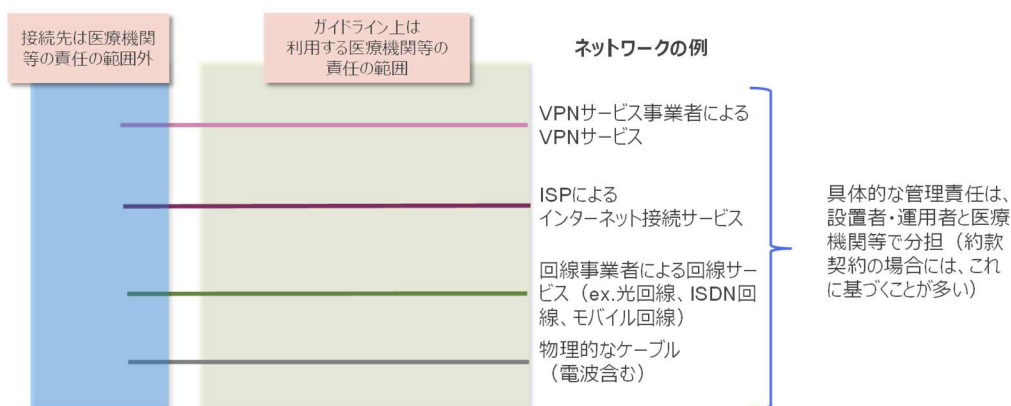 接続先は医療機関
等の責任の範囲外
ガイドライン上は
利用する医療機関等の
責任の範囲
ネットワークの例
VPNサービス事業者による
VPNサービス
ISPによる
インターネット接続サービス
回線事業者による回線サー
ビス（ex.光回線、ISDN回
線、モバイル回線）
物理的なケーブル
（電波含む）
具体的な管理責任は、
設置者・運用者と医療
機関等で分担（約款
契約の場合には、これ
に基づくことが多い）